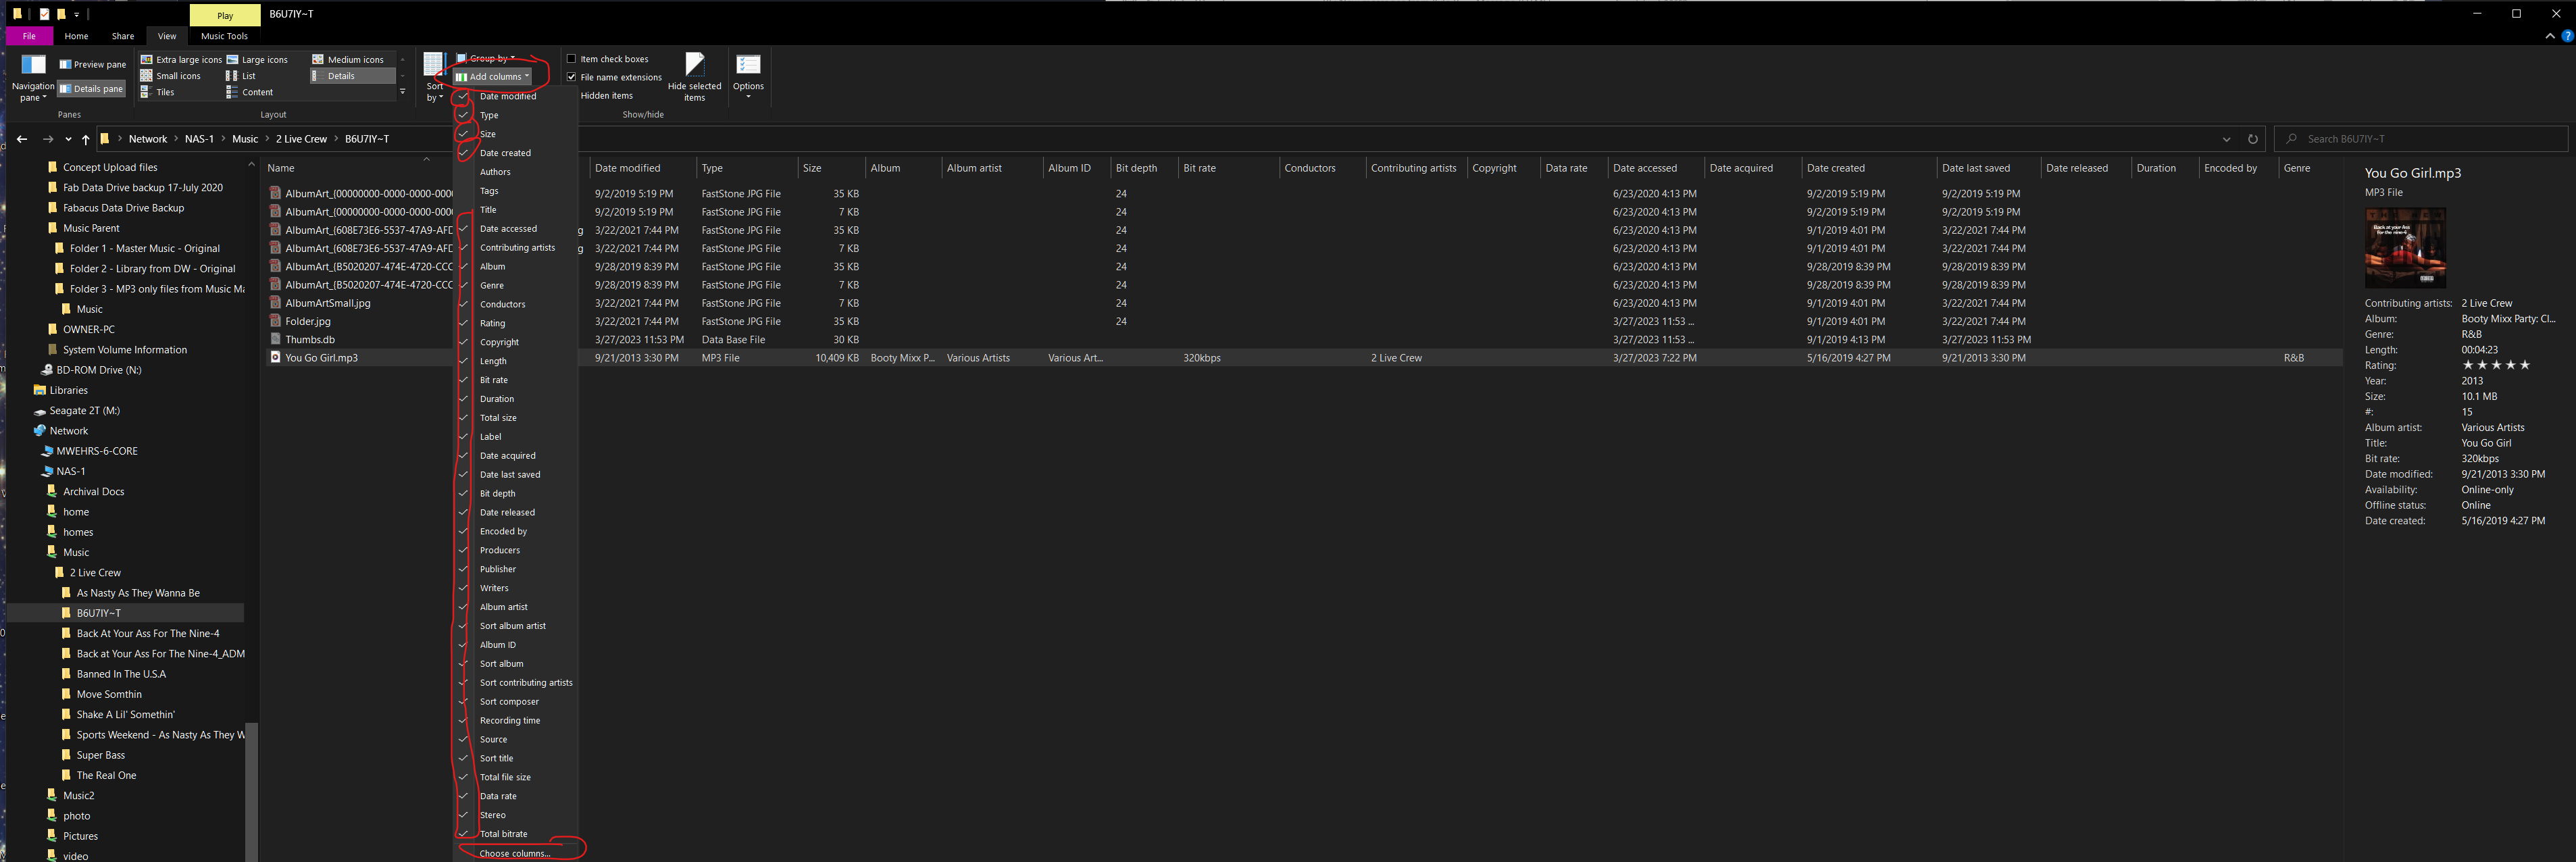 Play B6U7IY~T
File Home Share View Music Tools
Navigation pane
Preview pane
Details pane
Panes
Extra large icons Large icons Medium icons
Small icons List Details
Tiles Content
Layout
Sort by
Group by
Add columns
Item check boxes
File name extensions
Hidden items
Hide selected items
Options
Show/hide
Network > NAS-1 > Music > 2 Live Crew > B6U7IY~T
Search B6U7IY~T
Concept Upload files
Fab Data Drive backup 17-July 2020
Fabacus Data Drive Backup
Music Parent
Folder 1 - Master Music - Original
Folder 2 - Library from DW - Original
Folder 3 - MP3 only files from Music Ma
Music
OWNER-PC
System Volume Information
BD-ROM Drive (N:)
Libraries
Seagate 2T (M:)
Network
MWEHRS-6-CORE
NAS-1
Archival Docs
home
homes
Music
2 Live Crew
As Nasty As They Wanna Be
B6U7IY~T
Back At Your Ass For The Nine-4
Back at Your Ass For The Nine-4_ADM
Banned In The U.S.A
Move Somthin
Shake A Lil' Somethin'
Sports Weekend - As Nasty As They W
Super Bass
The Real One
Music2
photo
Pictures
video
Date modified
Type
Size
Date created
Authors
Tags
Title
Date accessed
Contributing artists
Album
Genre
Conductors
Rating
Copyright
Length
Bit rate
Duration
Total size
Label
Date acquired
Date last saved
Bit depth
Date released
Encoded by
Producers
Publisher
Writers
Album artist
Sort album artist
Album ID
Sort album
Sort contributing artists
Sort composer
Recording time
Source
Sort title
Total file size
Data rate
Stereo
Total bitrate
Choose columns...
Name Date modified Type Size Album Album artist Album ID Bit depth Bit rate Conductors Contributing artists Copyright Data rate Date accessed Date acquired Date created Date last saved Date released Duration Encoded by Genre
AlbumArt_{00000000-0000-0000-000 9/2/2019 5:19 PM FastStone JPG File 35 KB 24 6/23/2020 4:13 PM 9/2/2019 5:19 PM 9/2/2019 5:19 PM
AlbumArt_{00000000-0000-0000-000 9/2/2019 5:19 PM FastStone JPG File 7 KB 24 6/23/2020 4:13 PM 9/2/2019 5:19 PM 9/2/2019 5:19 PM
AlbumArt_{608E73E6-5537-47A9-AFD g 3/22/2021 7:44 PM FastStone JPG File 35 KB 24 6/23/2020 4:13 PM 9/1/2019 4:01 PM 3/22/2021 7:44 PM
AlbumArt_{608E73E6-5537-47A9-AFD g 3/22/2021 7:44 PM FastStone JPG File 7 KB 24 6/23/2020 4:13 PM 9/1/2019 4:01 PM 3/22/2021 7:44 PM
AlbumArt_{B5020207-474E-4720-CCC 9/28/2019 8:39 PM FastStone JPG File 35 KB 24 6/23/2020 4:13 PM 9/28/2019 8:39 PM 9/28/2019 8:39 PM
AlbumArt_{B5020207-474E-4720-CCC 9/28/2019 8:39 PM FastStone JPG File 7 KB 24 6/23/2020 4:13 PM 9/28/2019 8:39 PM 9/28/2019 8:39 PM
AlbumArtSmall.jpg 3/22/2021 7:44 PM FastStone JPG File 7 KB 24 6/23/2020 4:13 PM 9/1/2019 4:01 PM 3/22/2021 7:44 PM
Folder.jpg 3/22/2021 7:44 PM FastStone JPG File 35 KB 24 3/27/2023 11:53 ... 9/1/2019 4:01 PM 3/22/2021 7:44 PM
Thumbs.db 3/27/2023 11:53 PM Data Base File 30 KB 3/27/2023 11:53 ... 9/1/2019 4:13 PM 3/27/2023 11:53 PM
You Go Girl.mp3 9/21/2013 3:30 PM MP3 File 10,409 KB Booty Mixx P... Various Artists Various Art... 320kbps 2 Live Crew 3/27/2023 7:22 PM 5/16/2019 4:27 PM 9/21/2013 3:30 PM R&B
You Go Girl.mp3
MP3 File
Back at your Ass
for the nine-4
Contributing artists: 2 Live Crew
Album: Booty Mixx Party: Cl...
Genre: R&B
Length: 00:04:23
Rating:
Year: 2013
Size: 10.1 MB
#: 15
Album artist: Various Artists
Title: You Go Girl
Bit rate: 320kbps
Date modified: 9/21/2013 3:30 PM
Availability: Online-only
Offline status: Online
Date created: 5/16/2019 4:27 PM